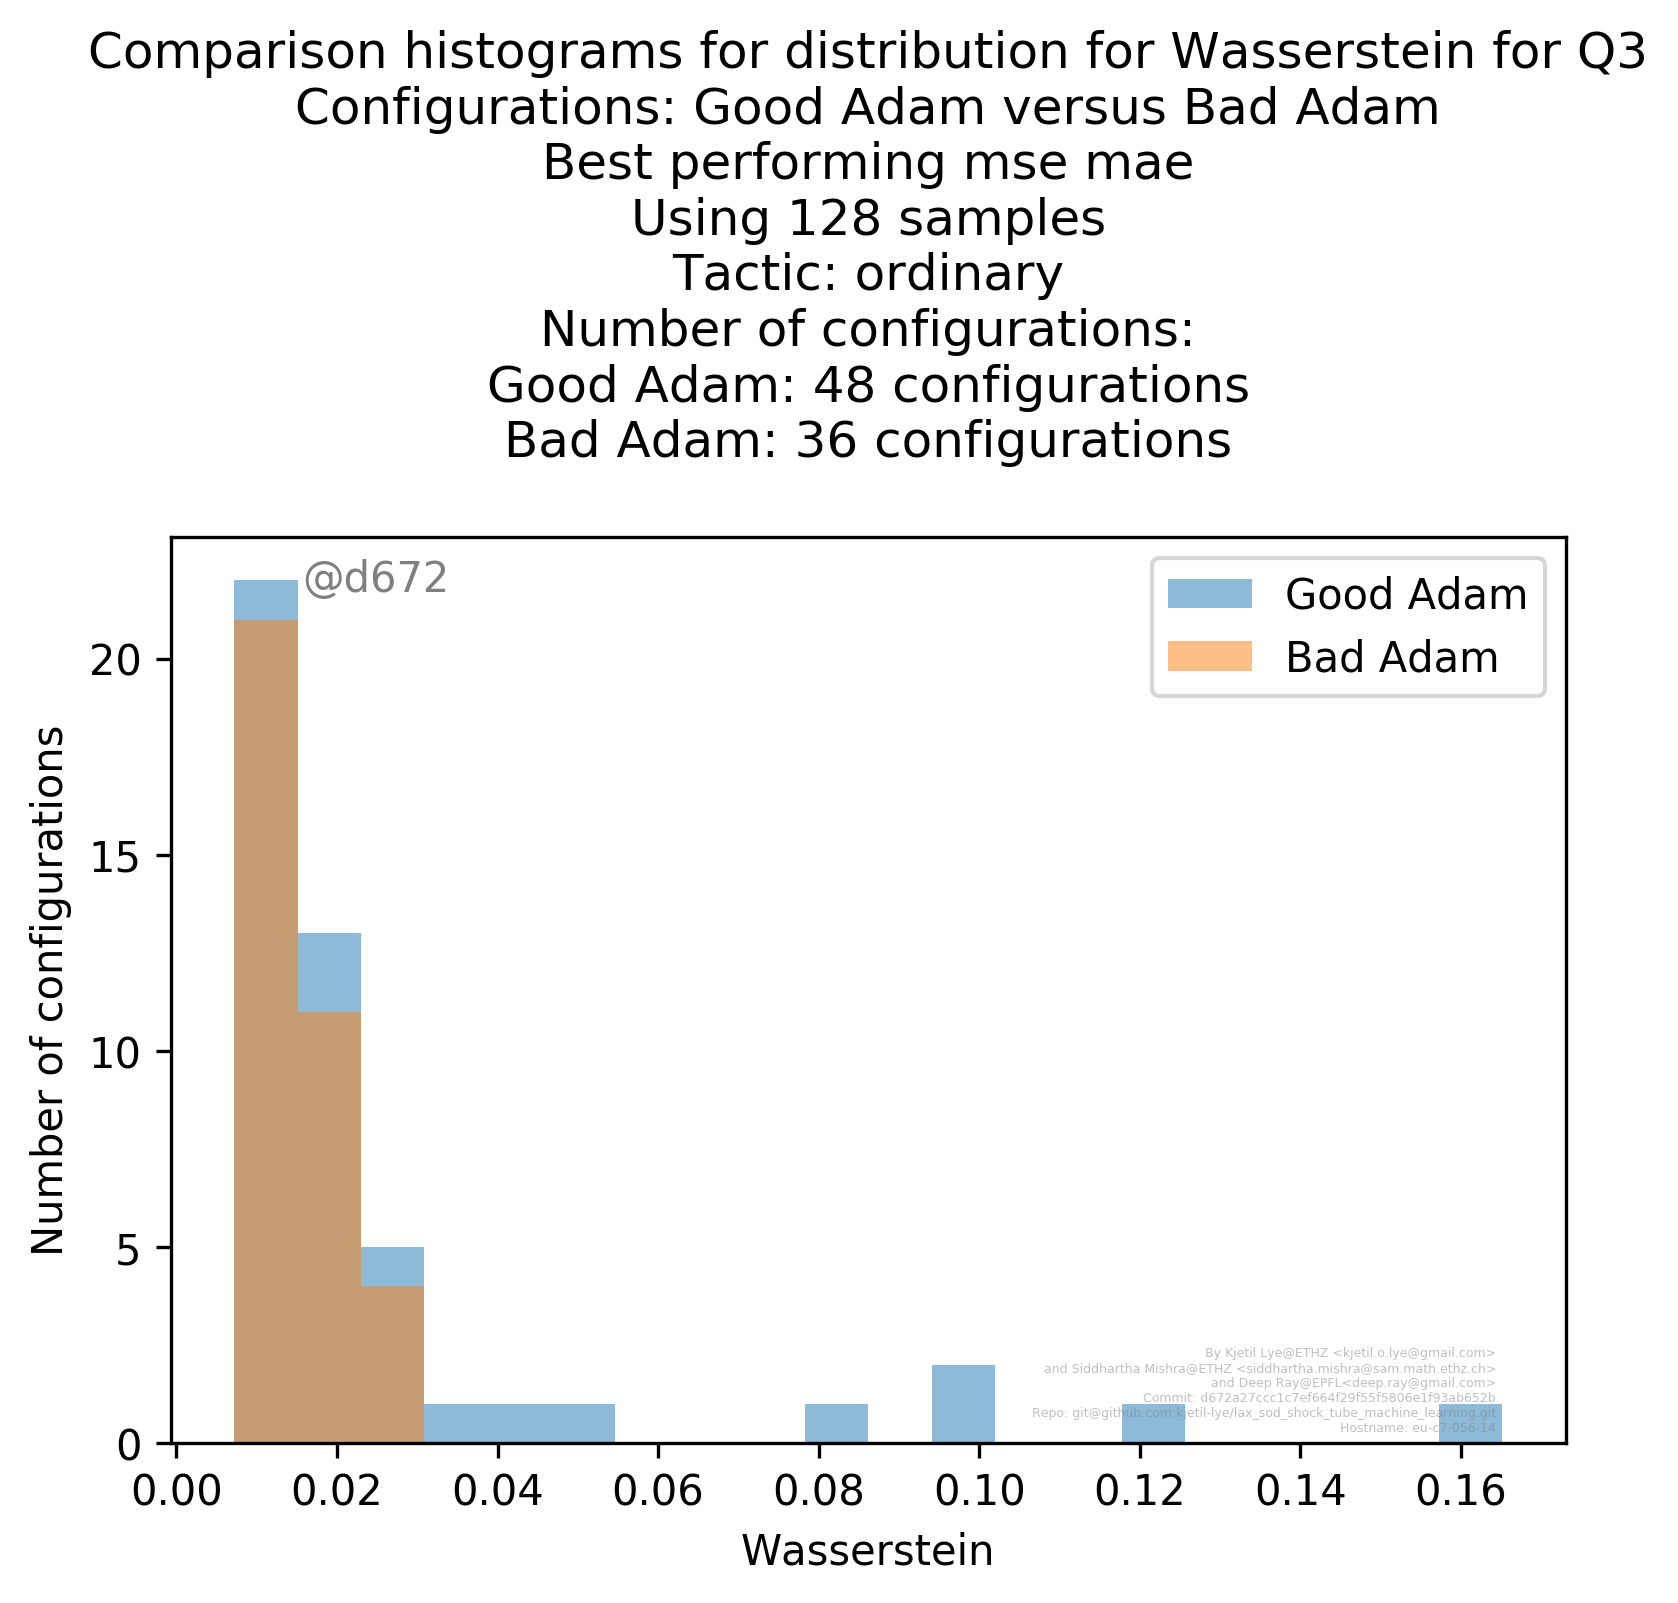 Comparison histograms for distribution for Wasserstein for Q3
Configurations: Good Adam versus Bad Adam
Best performing mse mae
Using 128 samples
Tactic: ordinary
Number of configurations:
Good Adam: 48 configurations
Bad Adam: 36 configurations
@d672
Good Adam
Bad Adam
20
15
10
5
0
Number of configurations
By Kjetil Lye@ETHZ <kjetil.o.lye@gmail.com>
and Siddhartha Mishra@ETHZ <siddhartha.mishra@sam.math.ethz.ch>
and Deep Ray@EPFL<deep.ray@gmail.com>
Commit: d672a27ccc1c7ef664f29f55f5806e1f93ab652b
Repo: git@github.com:kjetil-lye/lax_sod_shock_tube_machine_learning.git
Hostname: eu-c7-056-14
0.00 0.02 0.04 0.06 0.08 0.10 0.12 0.14 0.16
Wasserstein